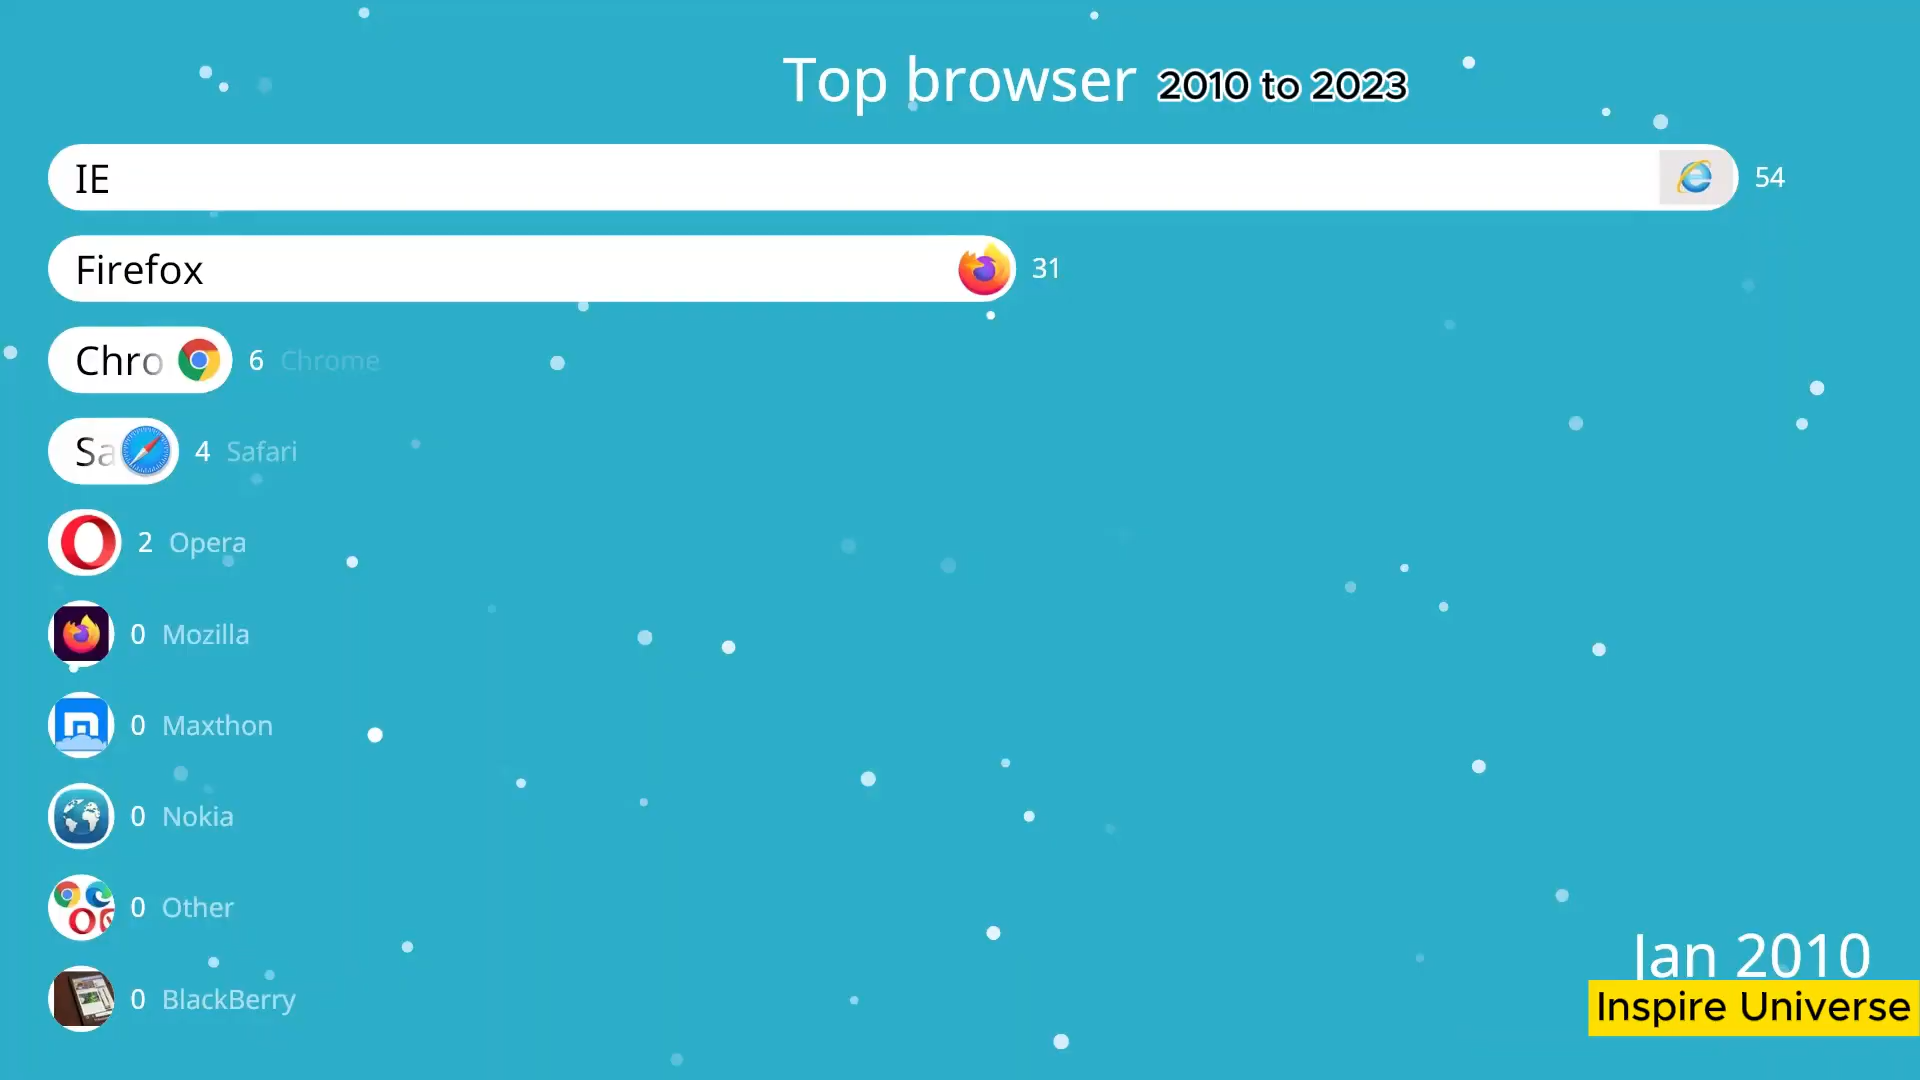 Top browser 2010 to 2023
IE 54
Firefox 31
Chro 6 Chrome
Sa 4 Safari
2 Opera
0 Mozilla
0 Maxthon
0 Nokia
0 Other
0 BlackBerry
Jan 2010
Inspire Universe